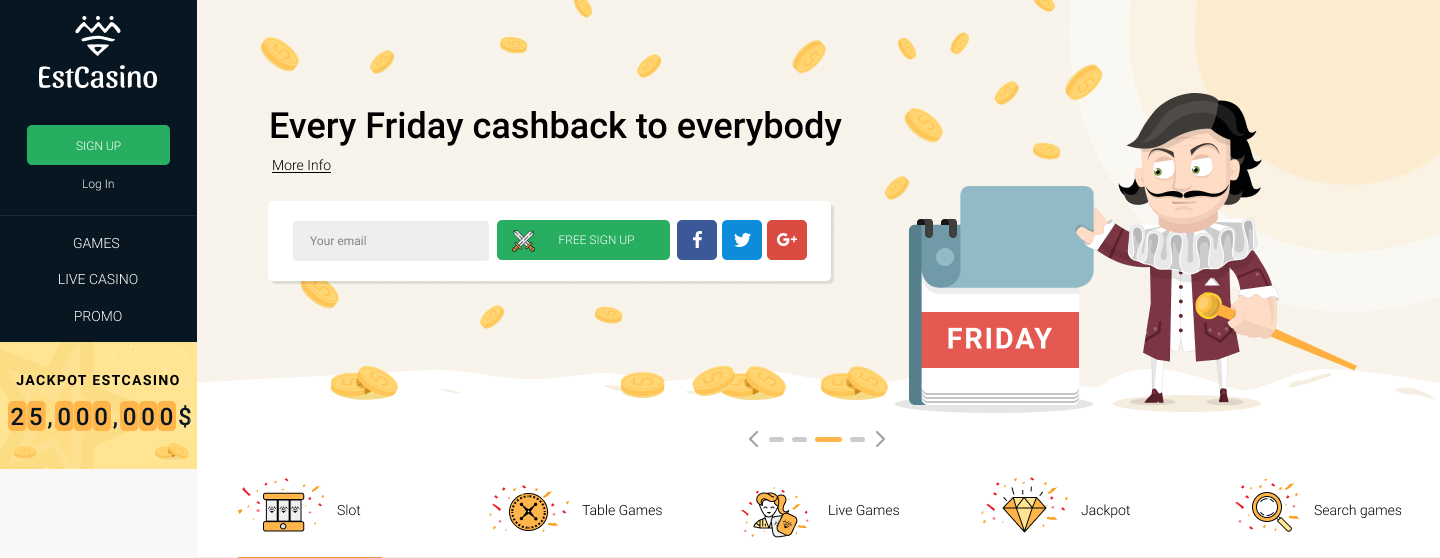 EstCasino
SIGN UP
Log In
GAMES
LIVE CASINO
PROMO
JACKPOT ESTCASINO
25,000,000$
Every Friday cashback to everybody
More Info
Your email
FREE SIGN UP
f
G+
FRIDAY
Slot
Table Games
Live Games
Jackpot
Search games